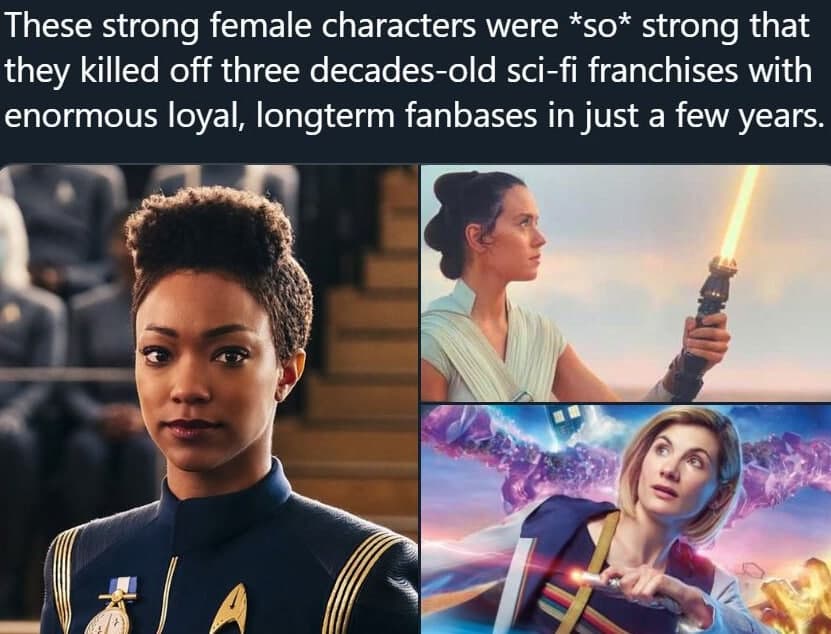 These strong female characters were *so* strong that
they killed off three decades-old sci-fi franchises with
enormous loyal, longterm fanbases in just a few years.